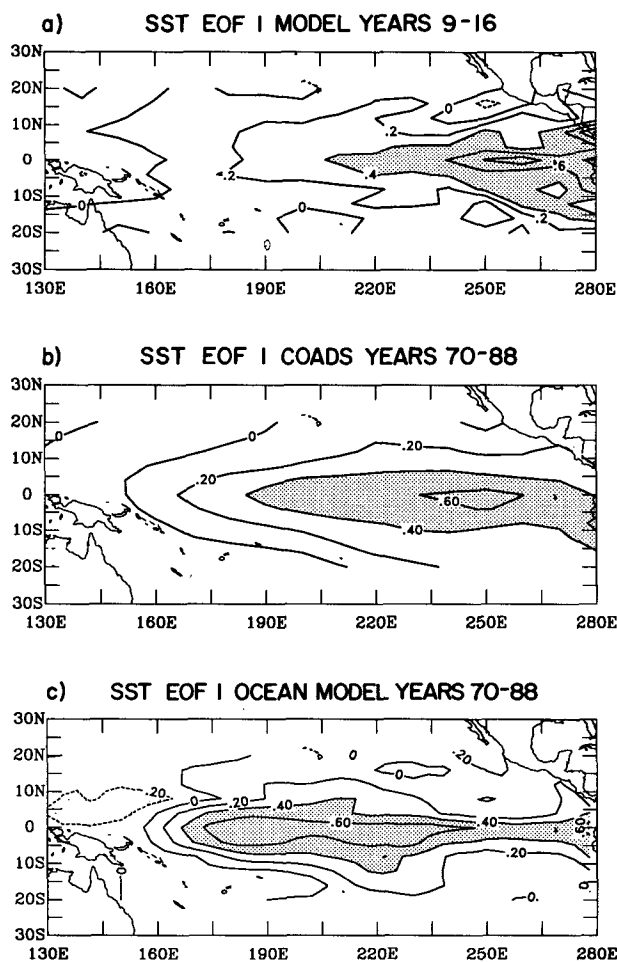 a) SST EOF I MODEL YEARS 9-16
30N
20N
10N
0
10S
20S
30S
0
.2
.2
.4
.6
0
0
.2
130E 160E 190E 220E 250E 280E
b) SST EOF I COADS YEARS 70-88
30N
20N
10N
0
10S
20S
30S
0
0
.20
.20
.60
.40
130E 160E 190E 220E 250E 280E
c) SST EOF I OCEAN MODEL YEARS 70-88
30N
20N
10N
0
10S
20S
30S
0
.20
0
.20
0
.20
.40
.60
.40
.60
.20
0
-0.
130E 160E 190E 220E 250E 280E